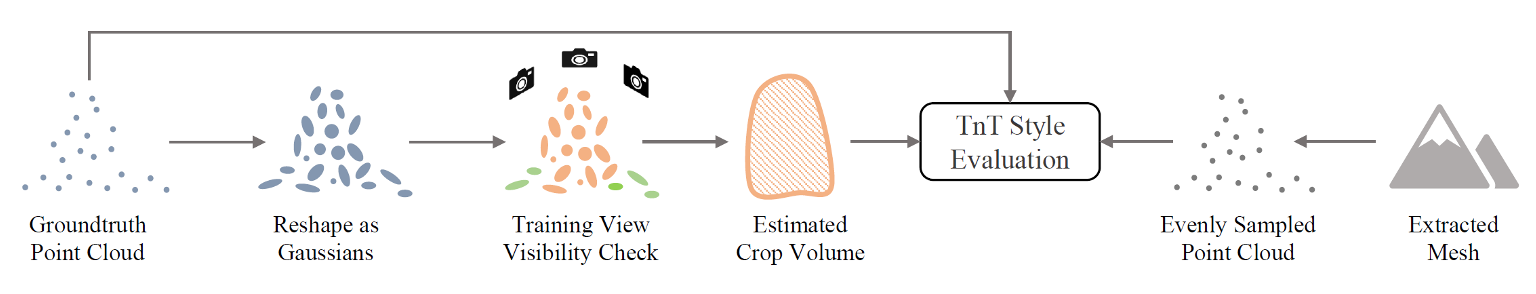 TnT Style
Evaluation
Groundtruth
Point Cloud
Reshape as
Gaussians
Training View
Visibility Check
Estimated
Crop Volume
Evenly Sampled
Point Cloud
Extracted
Mesh